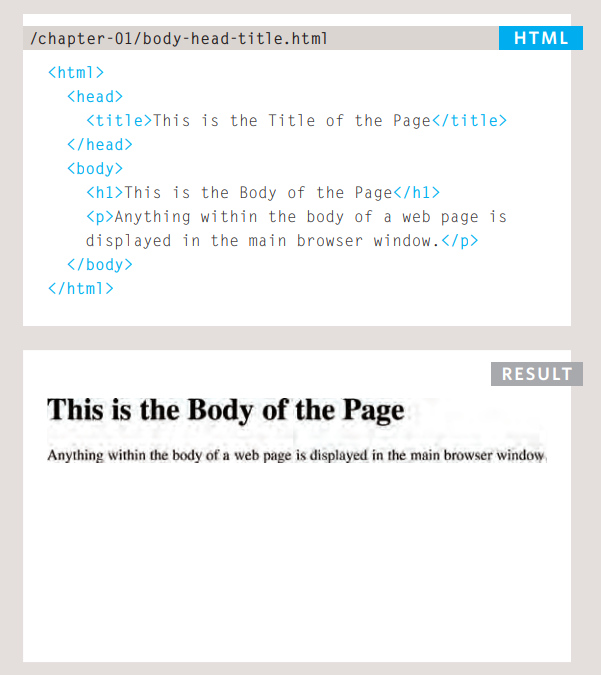 /chapter-01/body-head-title.html HTML
<html>
<head>
<title>This is the Title of the Page</title>
</head>
<body>
<h1>This is the Body of the Page</h1>
<p>Anything within the body of a web page is
displayed in the main browser window.</p>
</body>
</html>
RESULT
This is the Body of the Page
Anything within the body of a web page is displayed in the main browser window.